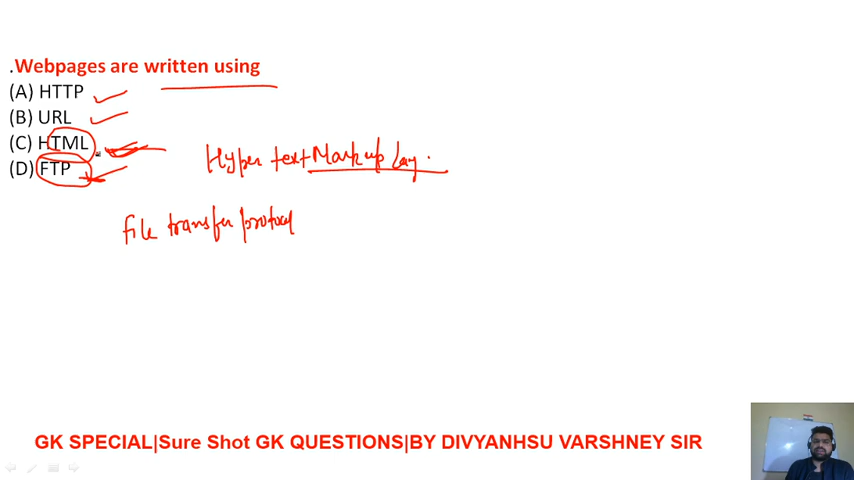 .Webpages are written using
(A) HTTP
(B) URL
(C) HTML
Hyper text Markup Lag.
(D) FTP
file transfer protocol
GK SPECIAL|Sure Shot GK QUESTIONS|BY DIVYANHSU VARSHNEY SIR